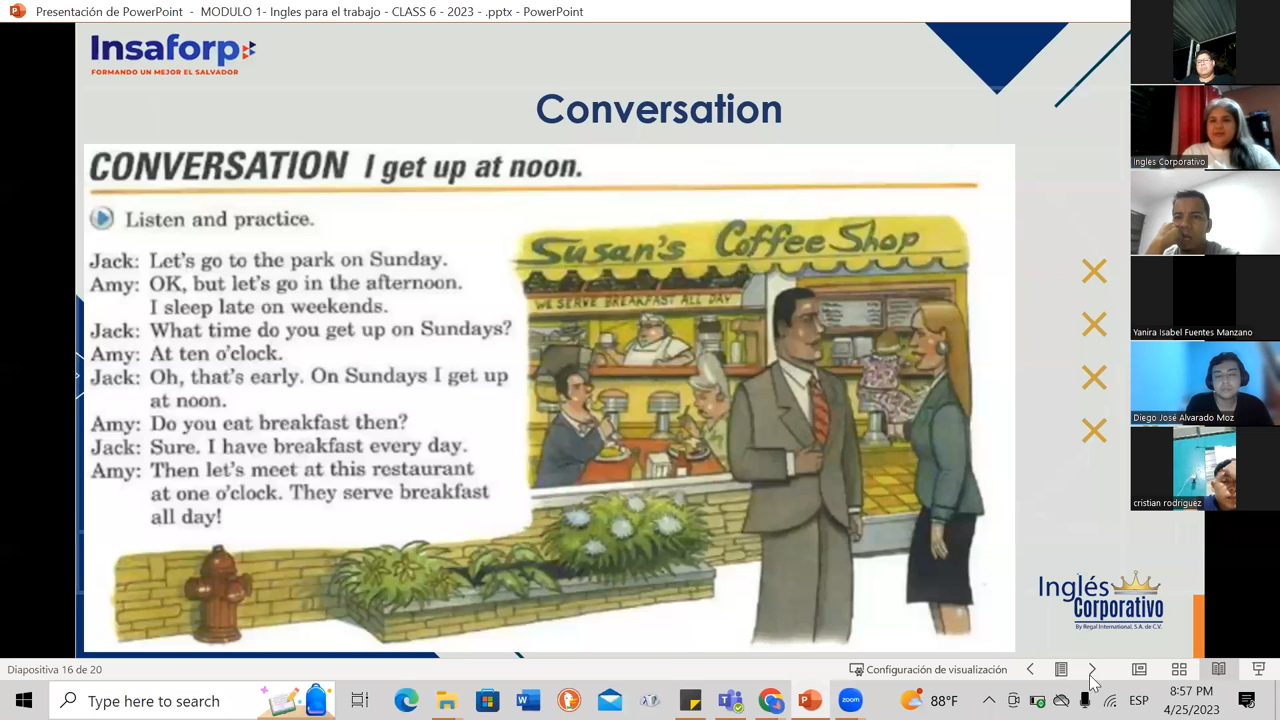 Presentación de PowerPoint - MODULO 1- Ingles para el trabajo - CLASS 6 - 2023 - .pptx - PowerPoint
Insaforp
FORMANDO UN MEJOR EL SALVADOR
Conversation
CONVERSATION I get up at noon.
Listen and practice.
Jack: Let's go to the park on Sunday.
Amy: OK, but let's go in the afternoon.
I sleep late on weekends.
Jack: What time do you get up on Sundays?
Amy: At ten o'clock.
Jack: Oh, that's early. On Sundays I get up
at noon.
Amy: Do you eat breakfast then?
Jack: Sure. I have breakfast every day.
Amy: Then let's meet at this restaurant
at one o'clock. They serve breakfast
all day!
Susan's Coffee Shop
WE SERVE BREAKFAST ALL DAY
Ingles Corporativo
Yanira Isabel Fuentes Manzano
Diego José Alvarado Moz
cristian rodriguez
Inglés
Corporativo
By Regal International, S.A. de C.V.
Diapositiva 16 de 20
Configuración de visualización
Type here to search
88°F
ESP
8:57 PM
4/25/2023